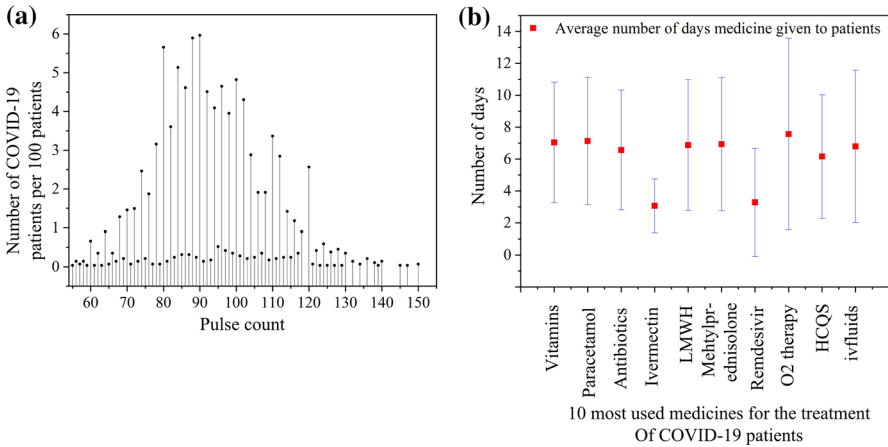 (a)
Number of COVID-19
patients per 100 patients
6
5
4
3
2
1
0
60 70 80 90 100 110 120 130 140 150
Pulse count
(b)
Average number of days medicine given to patients
Number of days
14
12
10
8
6
4
2
0
Vitamins
Paracetamol
Antibiotics
Ivermectin
LMWH
Mehtylpr-
ednisolone
Remdesivir
O2 therapy
HCQS
ivfluids
10 most used medicines for the treatment
Of COVID-19 patients